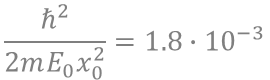 ħ² / 2mE₀x₀² = 1.8 · 10⁻³